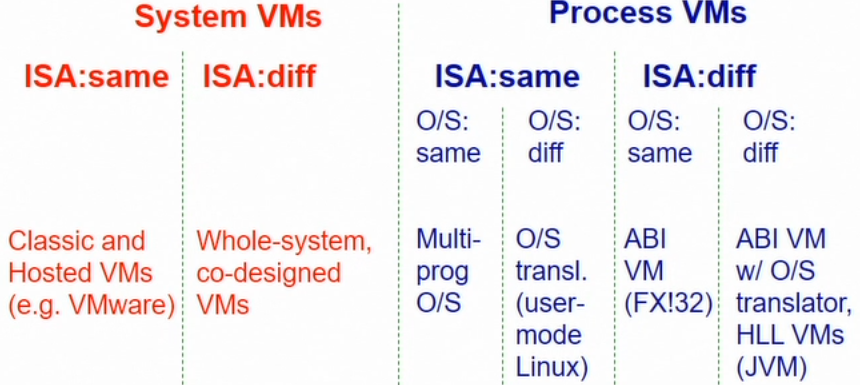 System VMs
Process VMs
ISA:same
ISA:diff
ISA:same
ISA:diff
O/S:
same
O/S:
diff
O/S:
same
O/S:
diff
Classic and
Hosted VMs
(e.g. VMware)
Whole-system,
co-designed
VMs
Multi-
prog
O/S
O/S
transl.
(user-
mode
Linux)
ABI
VM
(FX!32)
ABI VM
w/ O/S
translator,
HLL VMs
(JVM)